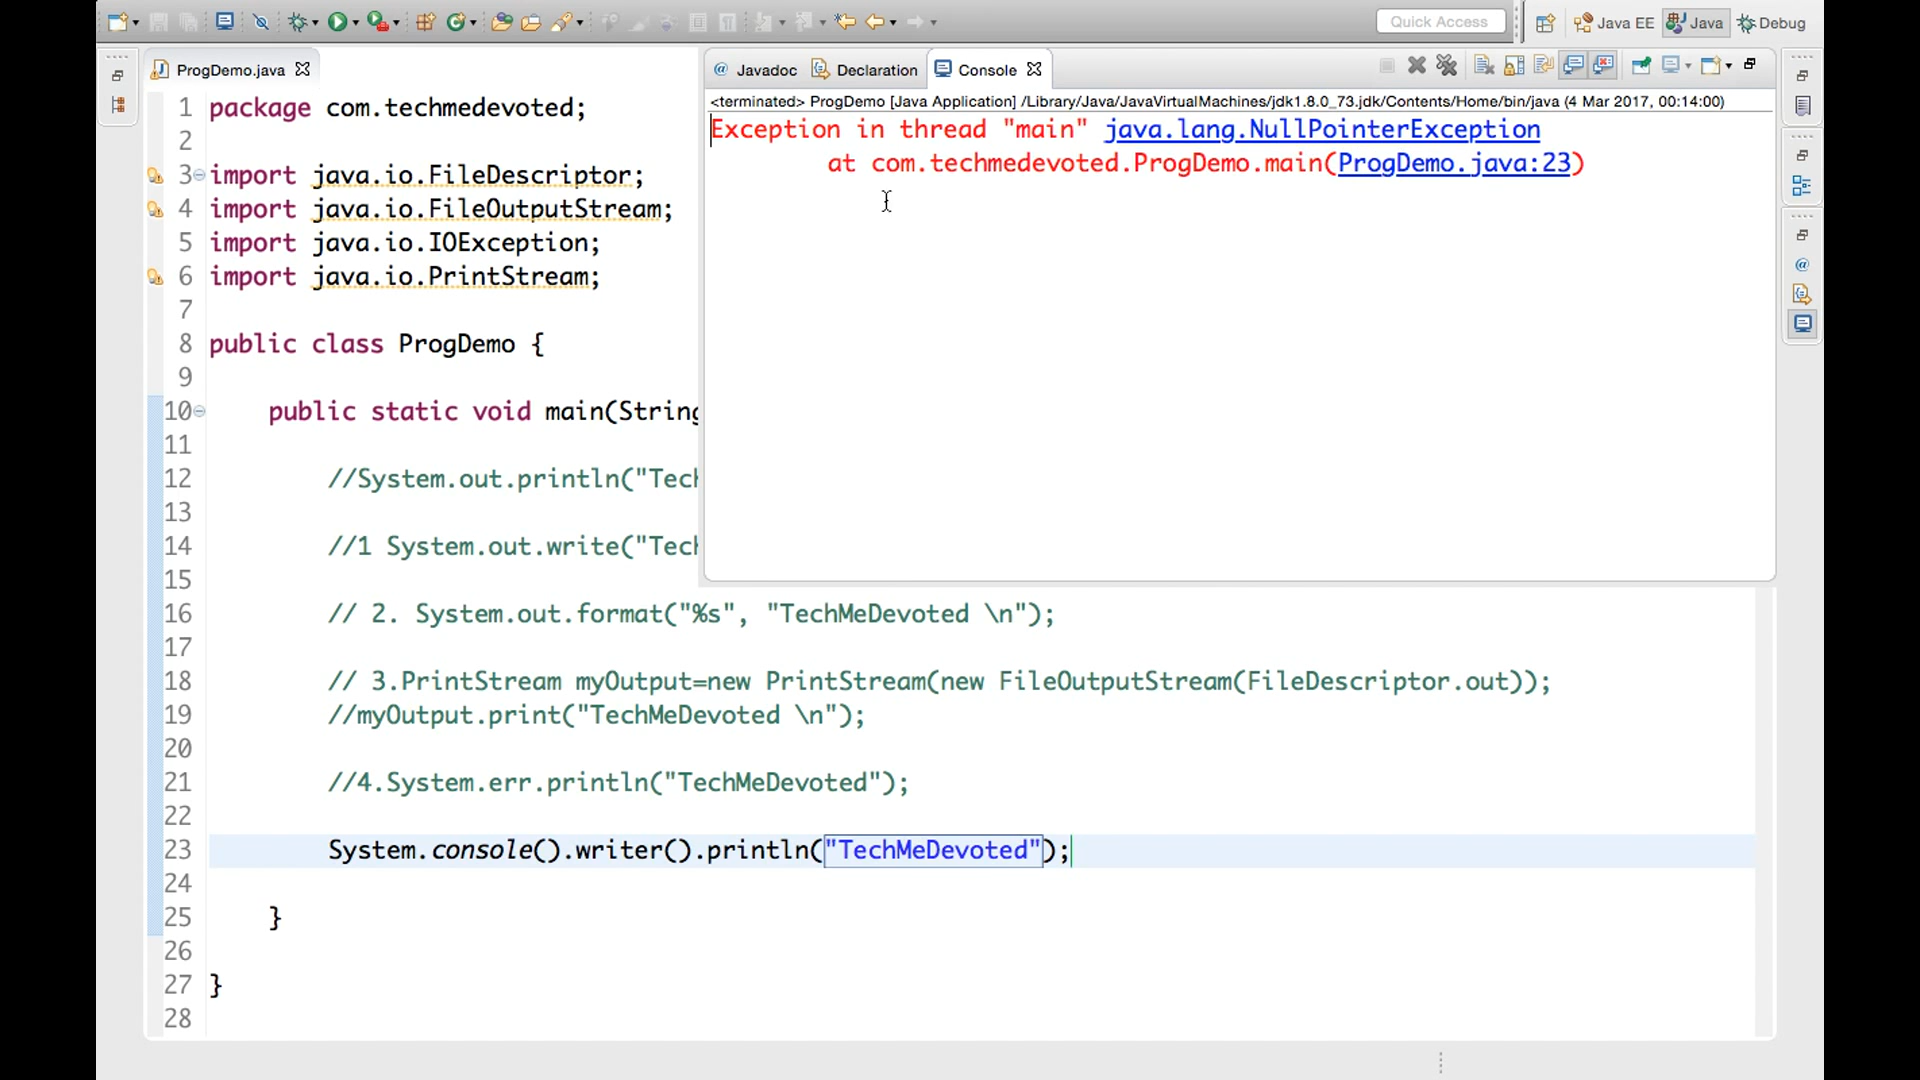 Quick Access
Java EE
Java
Debug
ProgDemo.java
@ Javadoc
Declaration
Console
<terminated> ProgDemo [Java Application] /Library/Java/JavaVirtualMachines/jdk1.8.0_73.jdk/Contents/Home/bin/java (4 Mar 2017, 00:14:00)
Exception in thread "main" java.lang.NullPointerException
at com.techmedevoted.ProgDemo.main(ProgDemo.java:23)
1 package com.techmedevoted;
2
3 import java.io.FileDescriptor;
4 import java.io.FileOutputStream;
5 import java.io.IOException;
6 import java.io.PrintStream;
7
8 public class ProgDemo {
9
10 public static void main(String
11
12 //System.out.println("Tech
13
14 //1 System.out.write("Tech
15
16 // 2. System.out.format("%s", "TechMeDevoted \n");
17
18 // 3.PrintStream myOutput=new PrintStream(new FileOutputStream(FileDescriptor.out));
19 //myOutput.print("TechMeDevoted \n");
20
21 //4.System.err.println("TechMeDevoted");
22
23 System.console().writer().println("TechMeDevoted");
24
25 }
26
27 }
28